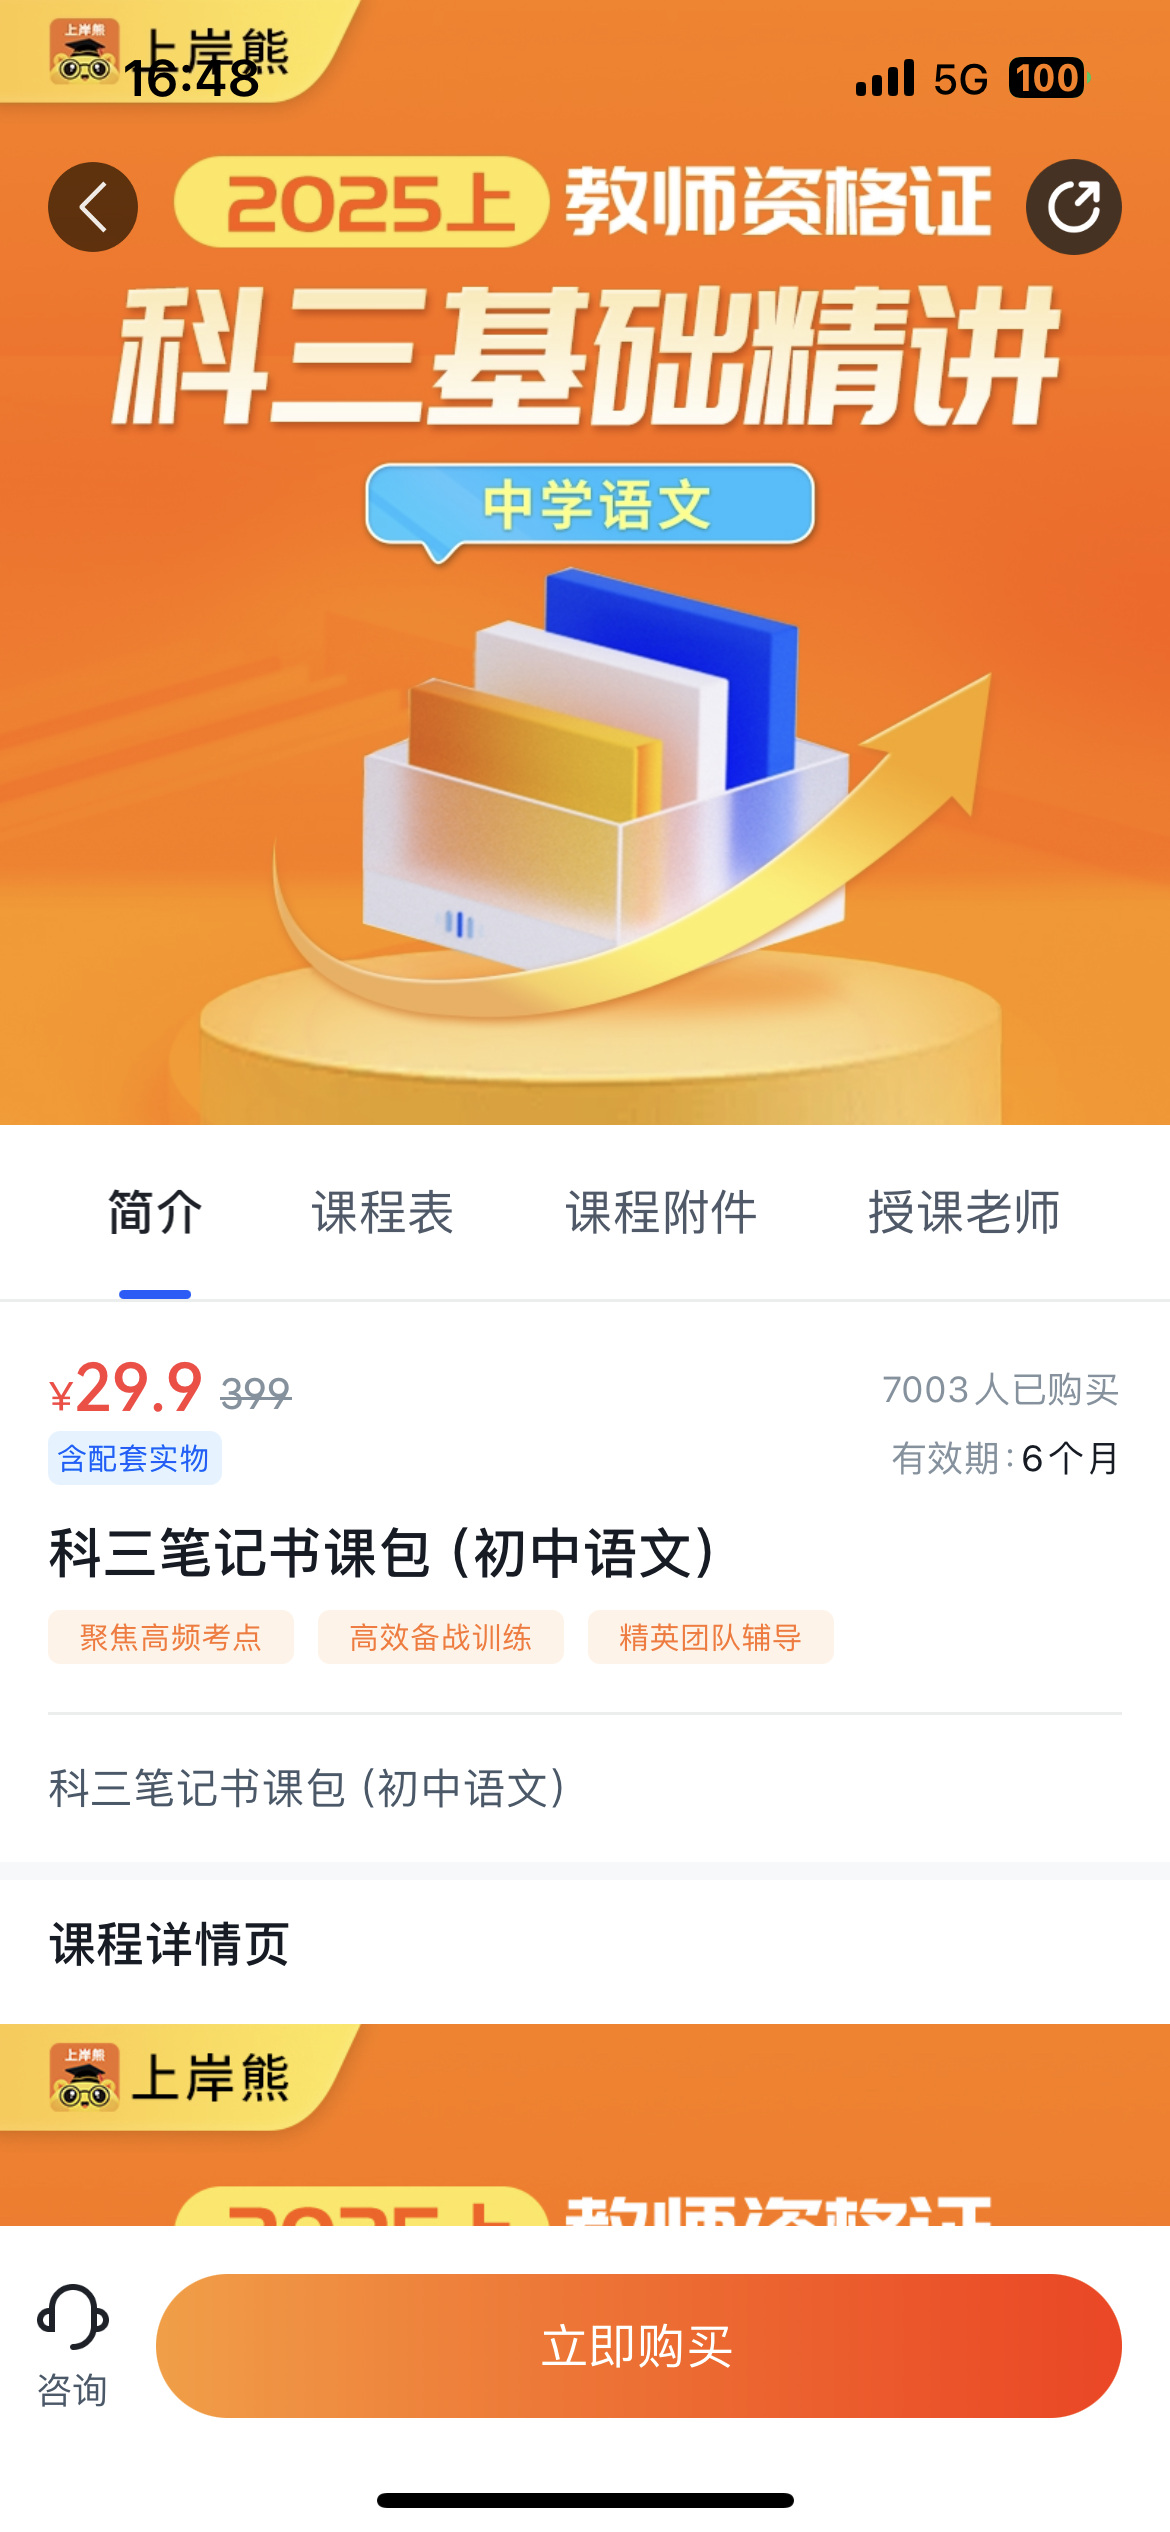 上岸熊
上岸熊
16:48
5G
100
2025上 教师资格证
科三基础精讲
中学语文
简介 课程表 课程附件 授课老师
¥29.9 399
7003人已购买
含配套实物
有效期:6个月
科三笔记书课包（初中语文）
聚焦高频考点 高效备战训练 精英团队辅导
科三笔记书课包（初中语文）
课程详情页
上岸熊
上岸熊
2025上 教师资格证
咨询
立即购买